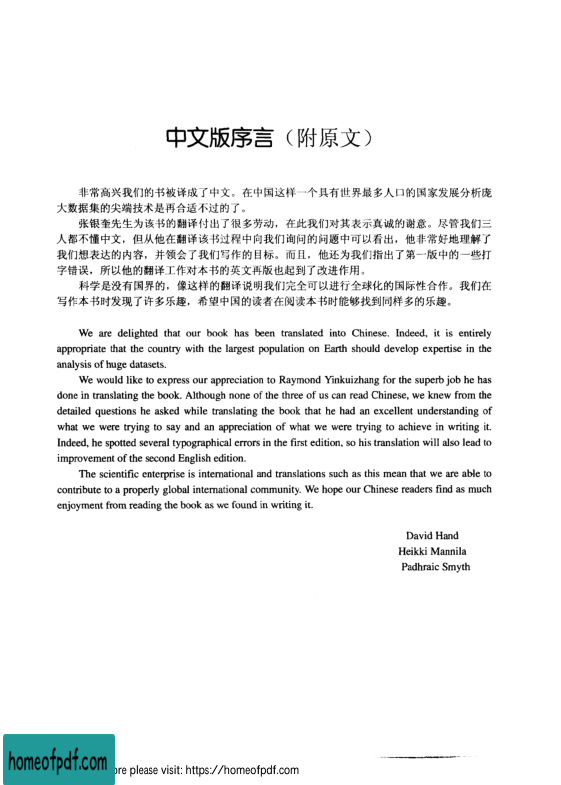 中文版序言（附原文）
非常高兴我们的书被译成了中文。在中国这样一个具有世界最多人口的国家发展分析庞
大数据集的尖端技术是再合适不过的了。
张银奎先生为该书的翻译付出了很多劳动，在此我们对其表示真诚的谢意。尽管我们三
人都不懂中文，但从他在翻译该书过程中向我们询问的问题中可以看出，他非常好地理解了
我们想表达的内容，并领会了我们写作的目标。而且，他还为我们指出了第一版中的一些打
字错误，所以他的翻译工作对本书的英文再版也起到了改进作用。
科学是没有国界的，像这样的翻译说明我们完全可以进行全球化的国际性合作。我们在
写作本书时发现了许多乐趣，希望中国的读者在阅读本书时能够找到同样多的乐趣。
We are delighted that our book has been translated into Chinese. Indeed, it is entirely
appropriate that the country with the largest population on Earth should develop expertise in the
analysis of huge datasets.
We would like to express our appreciation to Raymond Yinkuizhang for the superb job he has
done in translating the book. Although none of the three of us can read Chinese, we knew from the
detailed questions he asked while translating the book that he had an excellent understanding of
what we were trying to say and an appreciation of what we were trying to achieve in writing it.
Indeed, he spotted several typographical errors in the first edition, so his translation will also lead to
improvement of the second English edition.
The scientific enterprise is international and translations such as this mean that we are able to
contribute to a properly global international community. We hope our Chinese readers find as much
enjoyment from reading the book as we found in writing it.
David Hand
Heikki Mannila
Padhraic Smyth
homeofpdf.com
ore please visit: https://homeofpdf.com